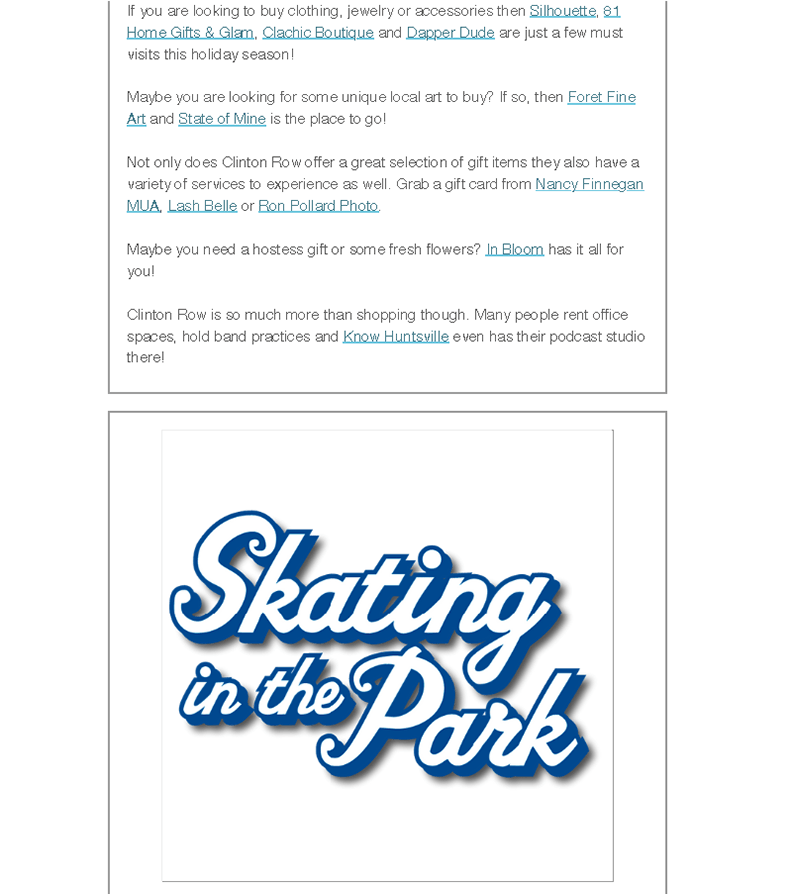 If you are looking to buy clothing, jewelry or accessories then Silhouette, 81
Home Gifts & Glam, Clachic Boutique and Dapper Dude are just a few must
visits this holiday season!
Maybe you are looking for some unique local art to buy? If so, then Foret Fine
Art and State of Mine is the place to go!
Not only does Clinton Row offer a great selection of gift items they also have a
variety of services to experience as well. Grab a gift card from Nancy Finnegan
MUA, Lash Belle or Ron Pollard Photo.
Maybe you need a hostess gift or some fresh flowers? In Bloom has it all for
you!
Clinton Row is so much more than shopping though. Many people rent office
spaces, hold band practices and Know Huntsville even has their podcast studio
there!
Skating
in the Park